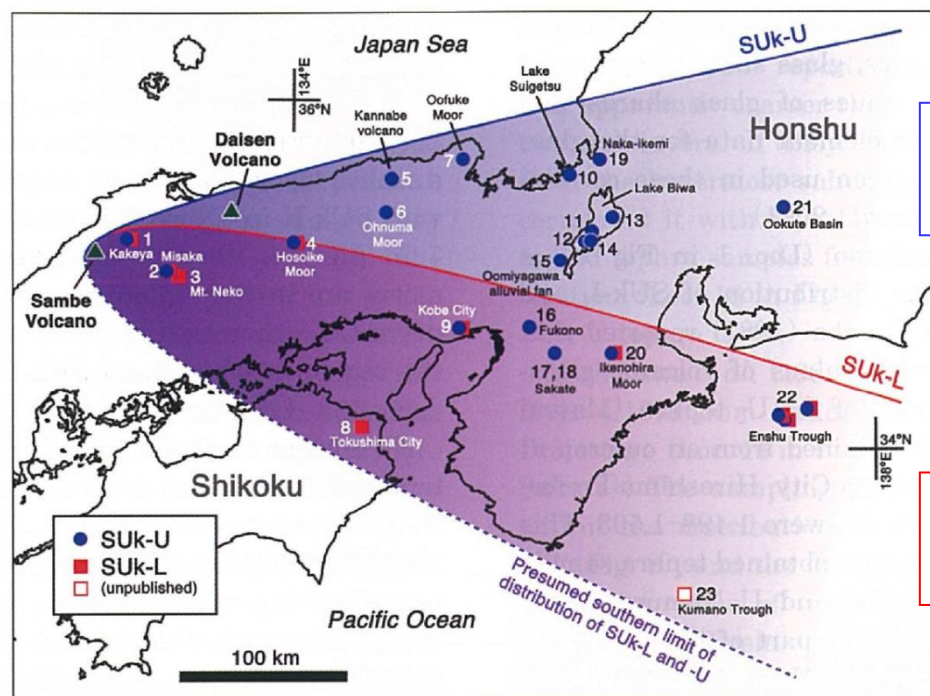 Japan Sea
SUk-U
134°E
36°N
Oofuke
Moor
Lake
Suigetsu
Honshu
Kannabe
volcano
Daisen
Volcano
7
Naka-ikemi
19
10
5
Lake Biwa
6
Ohnuma
Moor
21
Ookute Basin
13
11
12
14
15
Oomiyagawa
alluvial fan
1
Kakeya
4
Hosoike
Moor
2
Misaka
3
Mt. Neko
Sambe
Volcano
Kobe City
9
16
Fukono
17,18
Sakate
20
Ikenohira
Moor
SUk-L
22
Enshu Trough
34°N
138°E
8
Tokushima City
Shikoku
SUk-U
SUk-L
(unpublished)
Presumed southern limit of
distribution of SUk-L and -U
23
Kumano Trough
Pacific Ocean
100 km